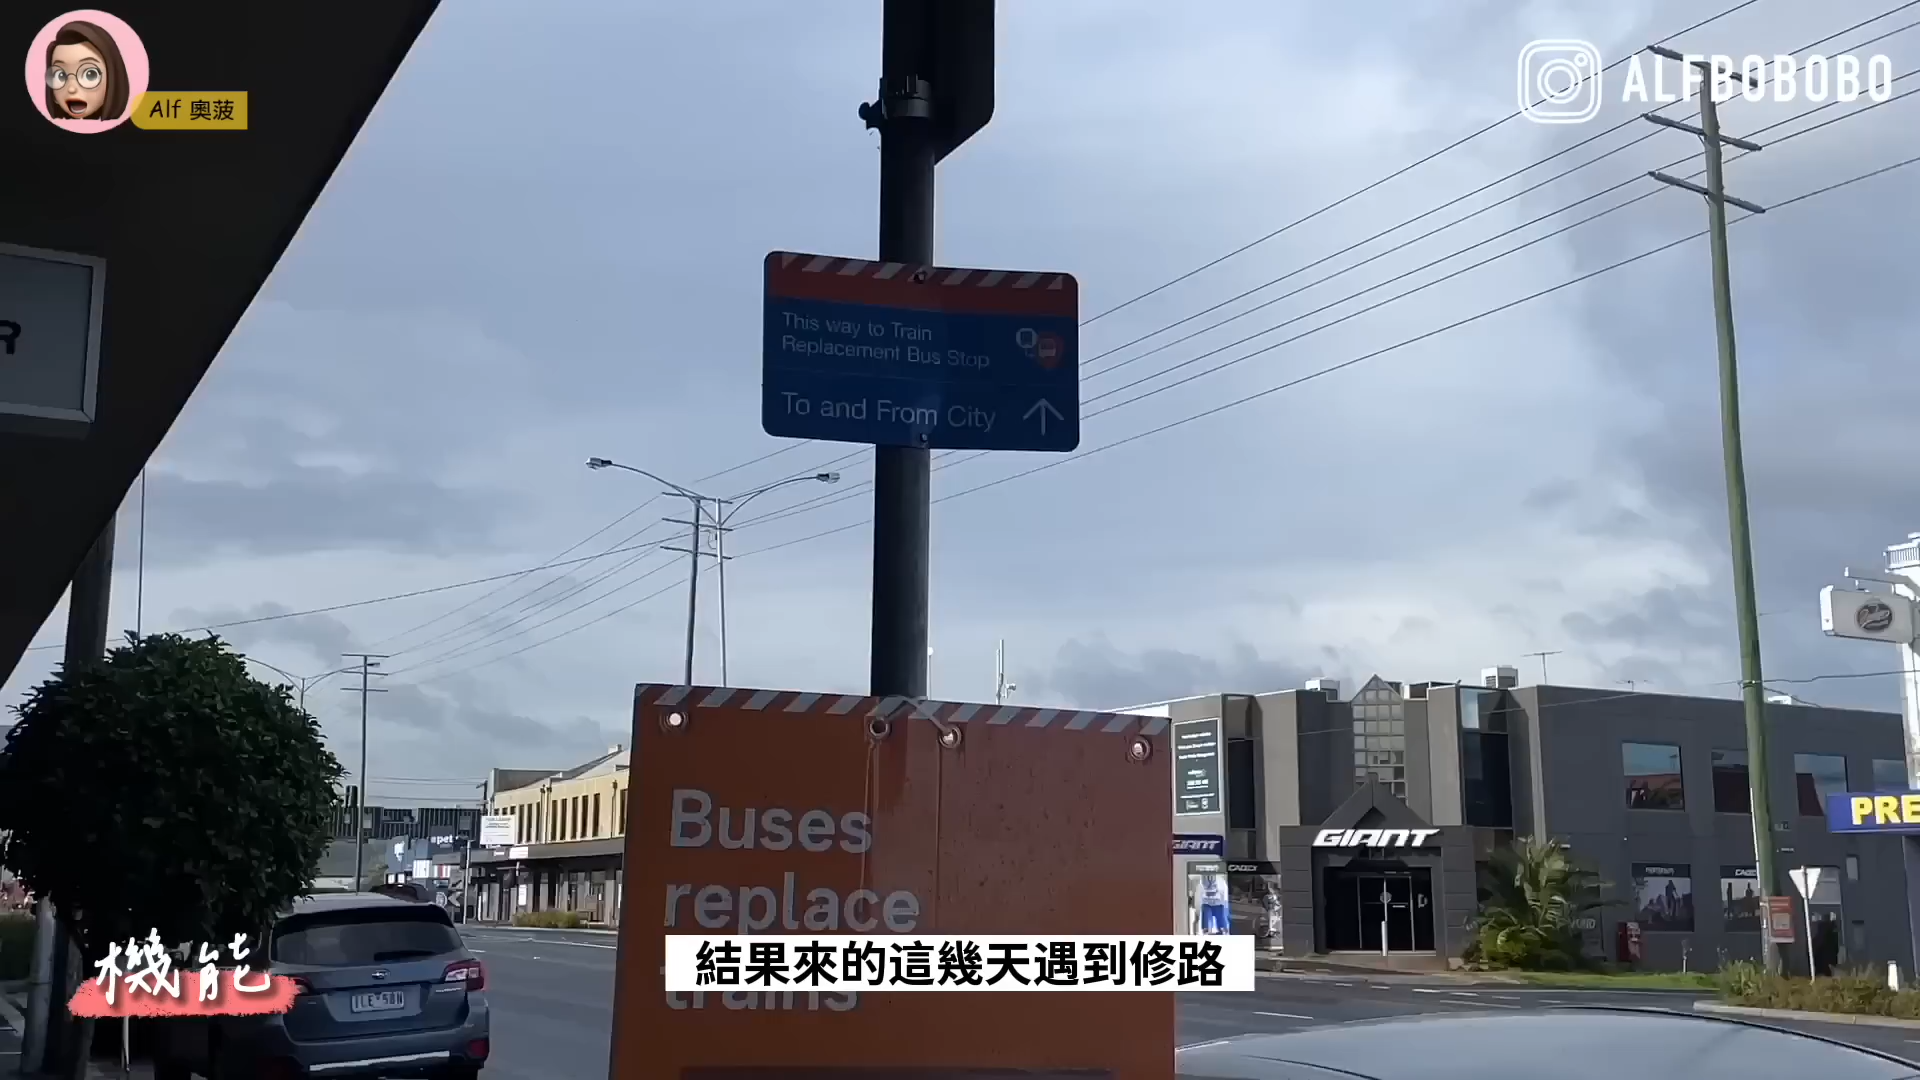 Alf 奧菠
ALFBOBOBO
R
This way to Train
Replacement Bus Stop
To and From City
Buses
replace
trains
GIANT
GIANT
PRE
機能
結果來的這幾天遇到修路